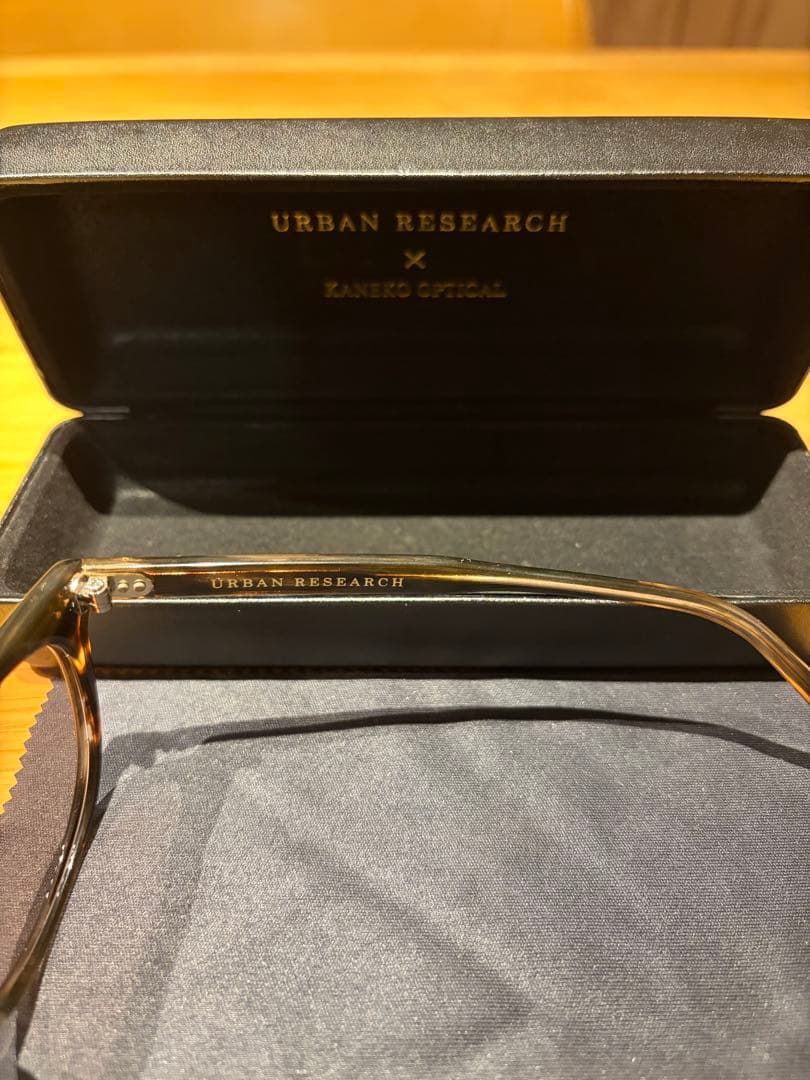 URBAN RESEARCH
×
KANEKO OPTICAL
URBAN RESEARCH